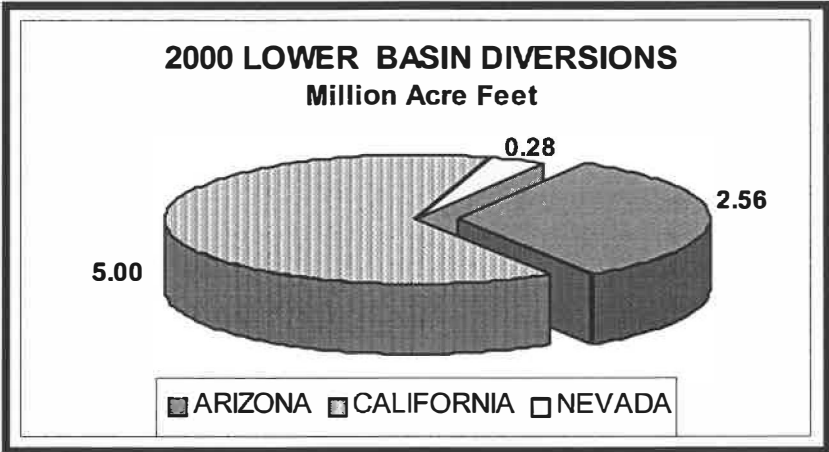 2000 LOWER BASIN DIVERSIONS
Million Acre Feet
0.28
2.56
5.00
ARIZONA CALIFORNIA NEVADA